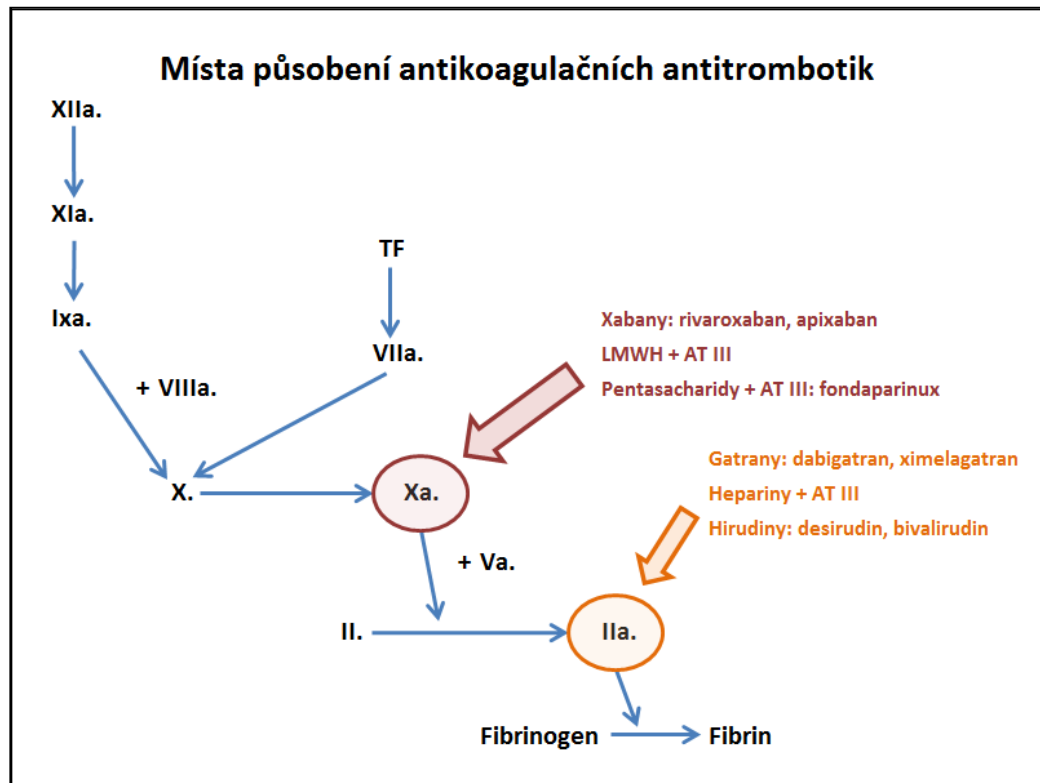 Místa působení antikoagulačních antitrombotik
XIIa.
XIa.
TF
Ixa.
Xabany: rivaroxaban, apixaban
VIIa.
LMWH + AT III
+ VIIIa.
Pentasacharidy + AT III: fondaparinux
Gatrany: dabigatran, ximelagatran
X.
Xa.
Hepariny + AT III
Hirudiny: desirudin, bivalirudin
+ Va.
II.
IIa.
Fibrinogen
Fibrin